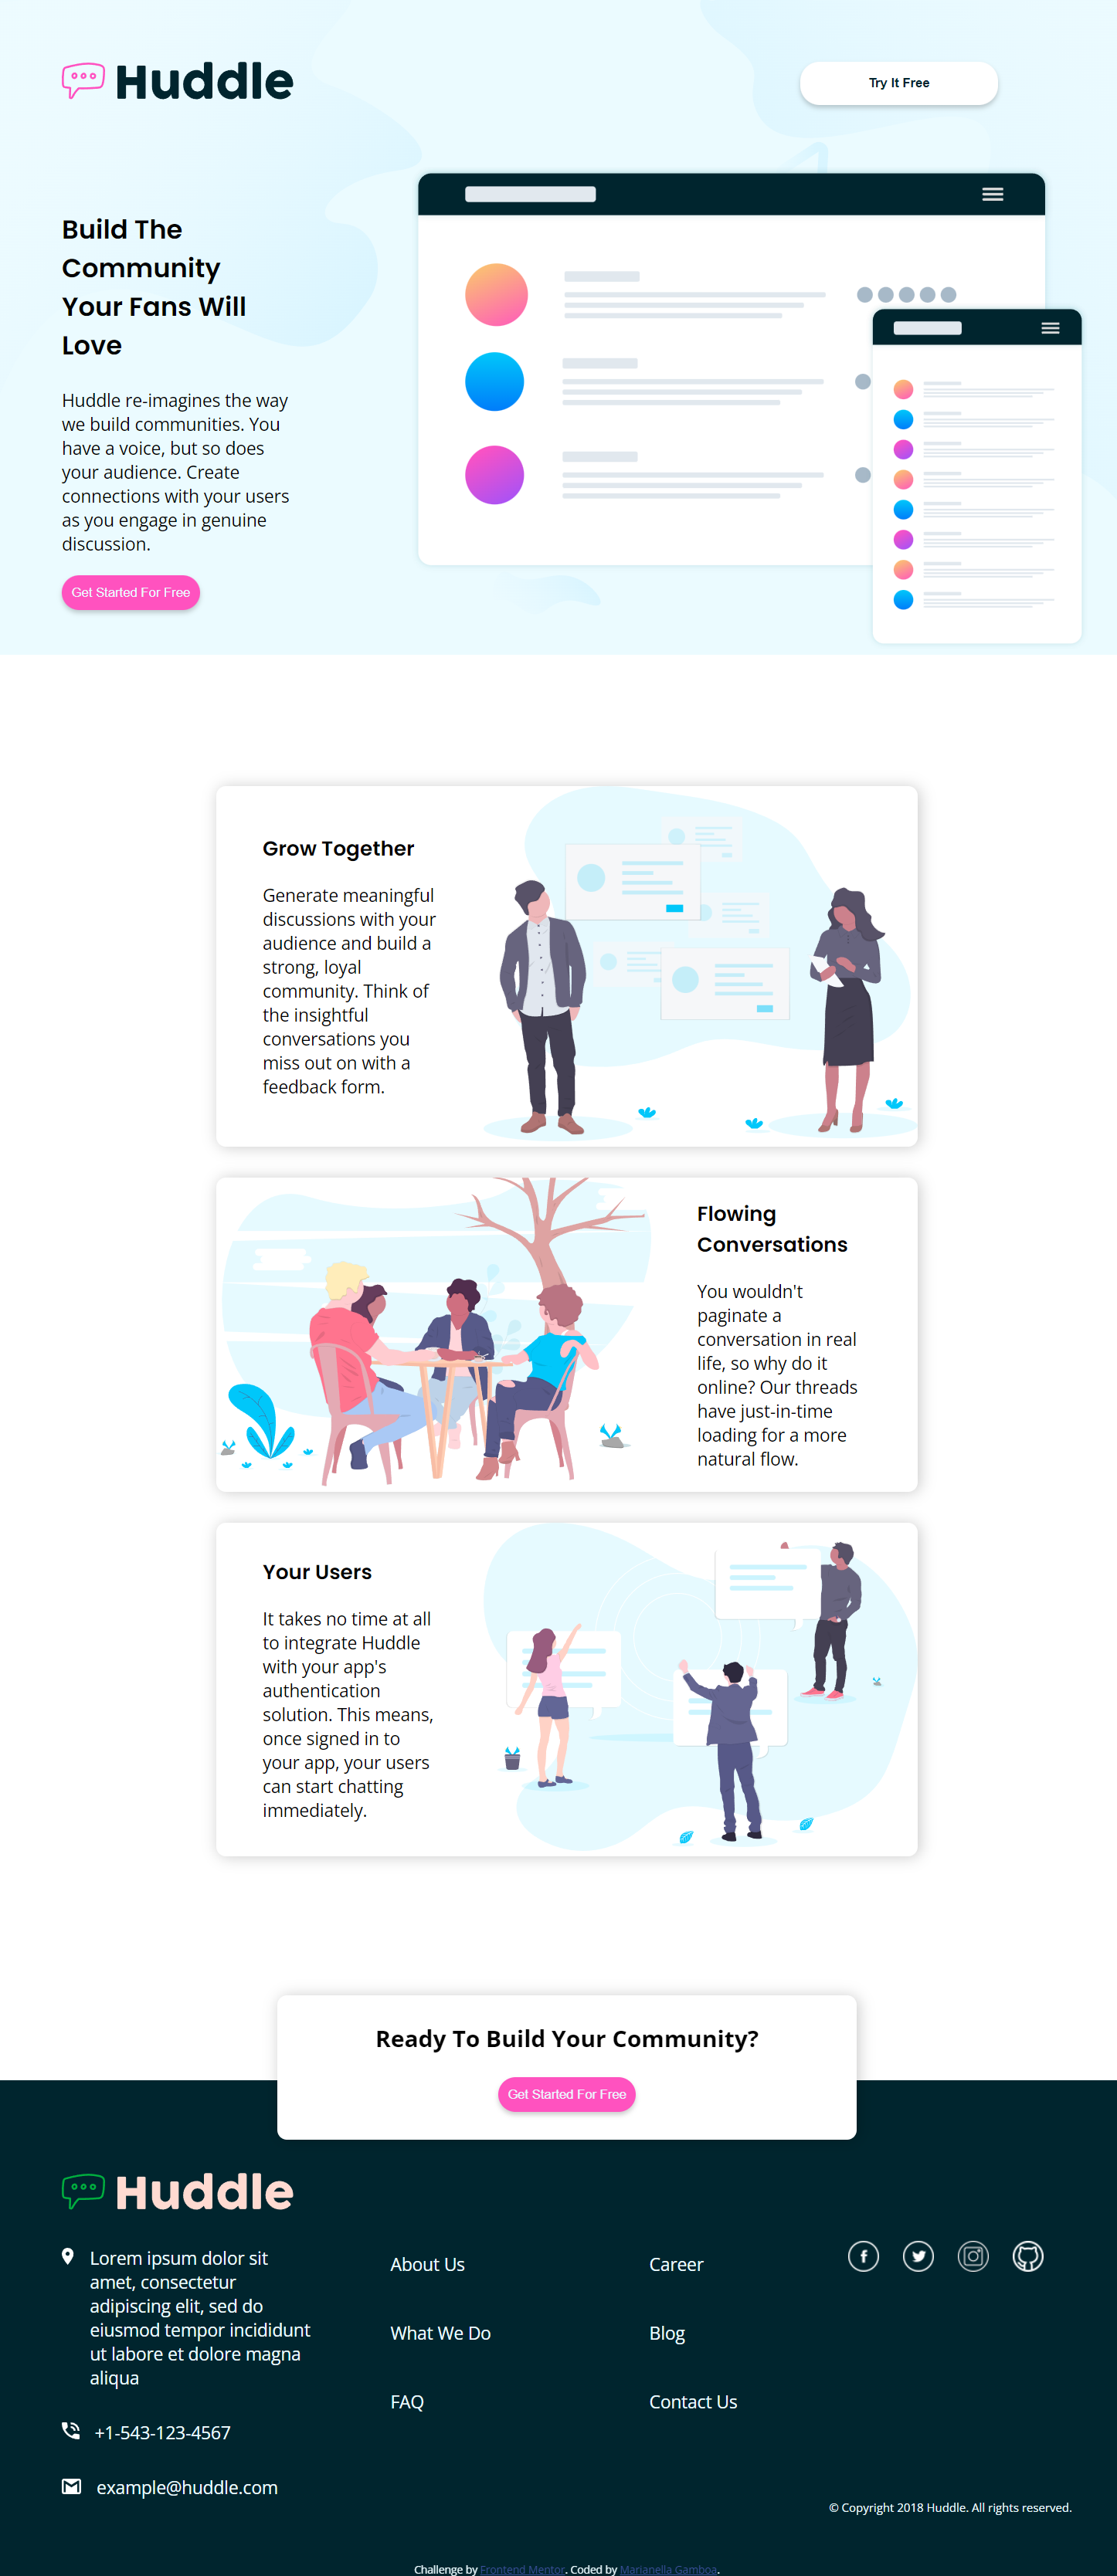 Huddle
Try It Free
Build The
Community
Your Fans Will
Love
Huddle re-imagines the way
we build communities. You
have a voice, but so does
your audience. Create
connections with your users
as you engage in genuine
discussion.
Get Started For Free
Grow Together
Generate meaningful
discussions with your
audience and build a
strong, loyal
community. Think of
the insightful
conversations you
miss out on with a
feedback form.
Flowing
Conversations
You wouldn't
paginate a
conversation in real
life, so why do it
online? Our threads
have just-in-time
loading for a more
natural flow.
Your Users
It takes no time at all
to integrate Huddle
with your app's
authentication
solution. This means,
once signed in to
your app, your users
can start chatting
immediately.
Ready To Build Your Community?
Get Started For Free
Huddle
Lorem ipsum dolor sit
amet, consectetur
adipiscing elit, sed do
eiusmod tempor incididunt
ut labore et dolore magna
aliqua
+1-543-123-4567
example@huddle.com
About Us
What We Do
FAQ
Career
Blog
Contact Us
© Copyright 2018 Huddle. All rights reserved.
Challenge by Frontend Mentor. Coded by Marianella Gamboa.